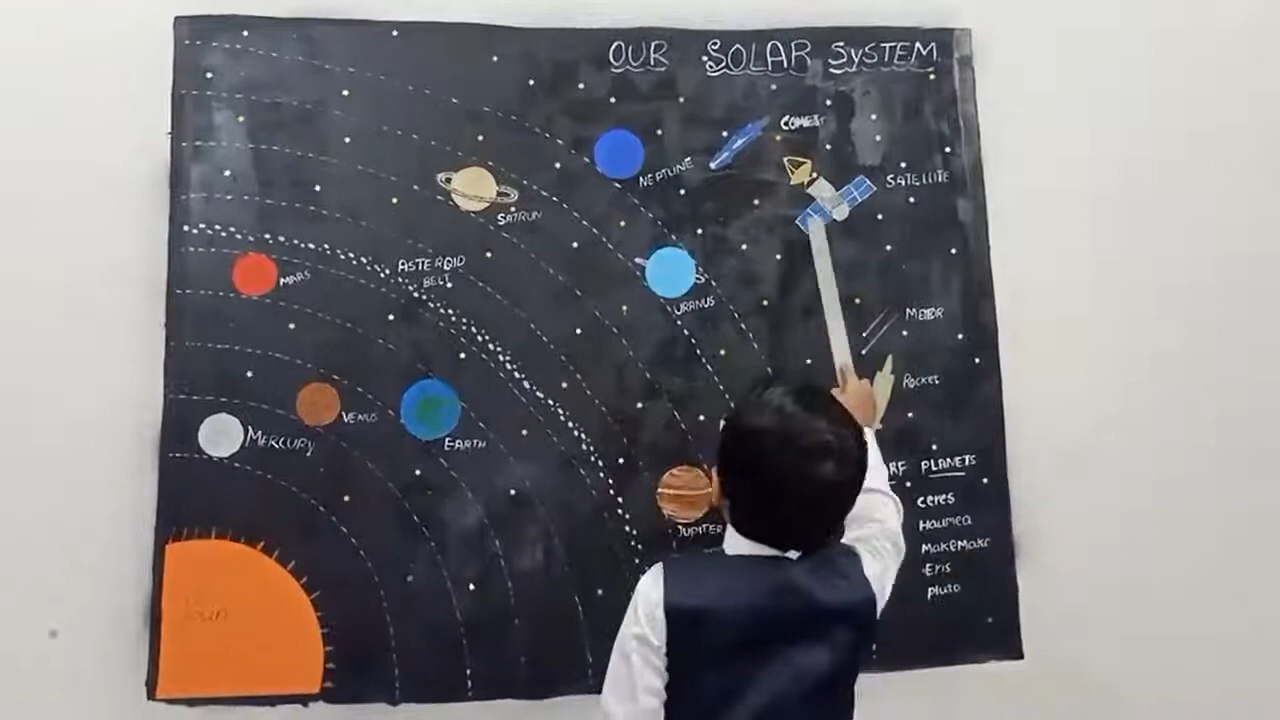 OUR SOLAR SYSTEM
COMET
SATELLITE
NEPTUNE
SATRUN
ASTEROID
BELT
MARS
URANUS
METEOR
ROCKET
VENUS
EARTH
MERCURY
RF PLANETS
Ceres
Haumea
MakeMake
Eris
Pluto
JUPITER
Sun